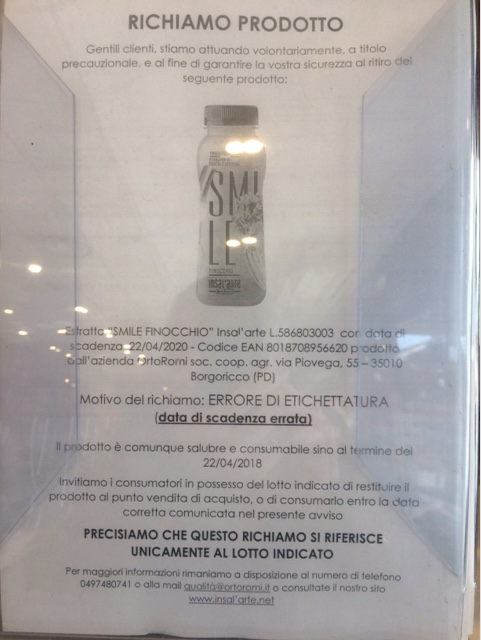 RICHIAMO PRODOTTO
Gentili clienti, stiamo attuando volontariamente, a titolo
precauzionale, e al fine di garantire la vostra sicurezza al ritiro del
seguente prodotto:
SMI
LE
FINOCCHIO
insal'arte
Estratto "SMILE FINOCCHIO" Insal'arte L.586803003 con data di
scadenza 22/04/2020 - Codice EAN 8018708956620 prodotto
dall'azienda OrtoRomi soc. coop. agr. via Piovega, 55 – 35010
Borgoricco (PD)
Motivo del richiamo: ERRORE DI ETICHETTATURA
(data di scadenza errata)
Il prodotto è comunque salubre e consumabile sino al termine del
22/04/2018
Invitiamo i consumatori in possesso del lotto indicato di restituire il
prodotto al punto vendita di acquisto, o di consumarlo entro la data
corretta comunicata nel presente avviso
PRECISIAMO CHE QUESTO RICHIAMO SI RIFERISCE
UNICAMENTE AL LOTTO INDICATO
Per maggiori informazioni rimaniamo a disposizione al numero di telefono
0497480741 o alla mail qualità@ortoromi.it o consultate il nostro sito
www.insal'arte.net